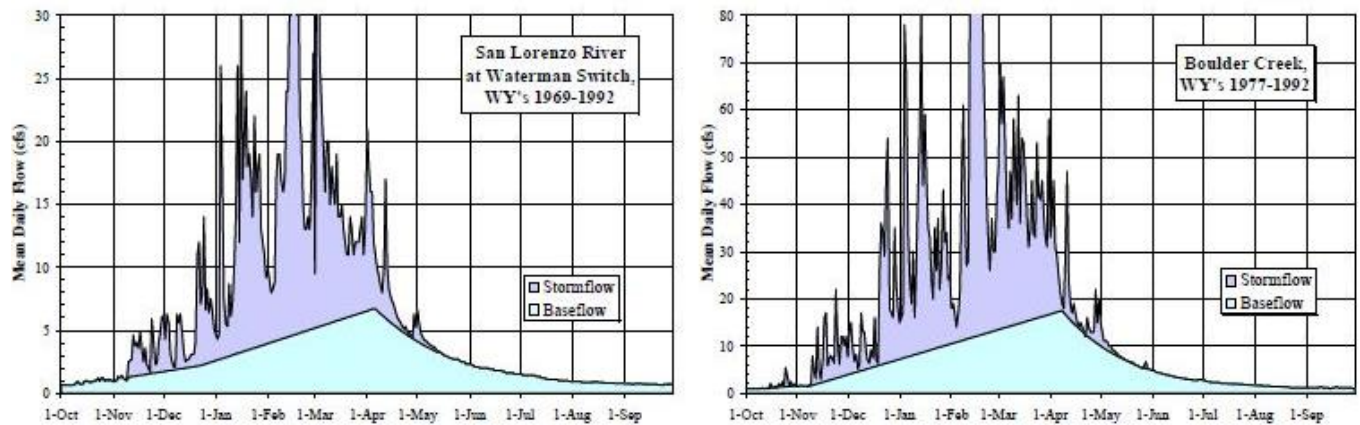 30
25
20
15
10
5
0
Mean Daily Flow (cfs)
San Lorenzo River
at Waterman Switch,
WY's 1969-1992
Stormflow
Baseflow
1-Oct 1-Nov 1-Dec 1-Jan 1-Feb 1-Mar 1-Apr 1-May 1-Jun 1-Jul 1-Aug 1-Sep
80
70
60
50
40
30
20
10
0
Mean Daily Flow (cfs)
Boulder Creek,
WY's 1977-1992
Stormflow
Baseflow
1-Oct 1-Nov 1-Dec 1-Jan 1-Feb 1-Mar 1-Apr 1-May 1-Jun 1-Jul 1-Aug 1-Sep